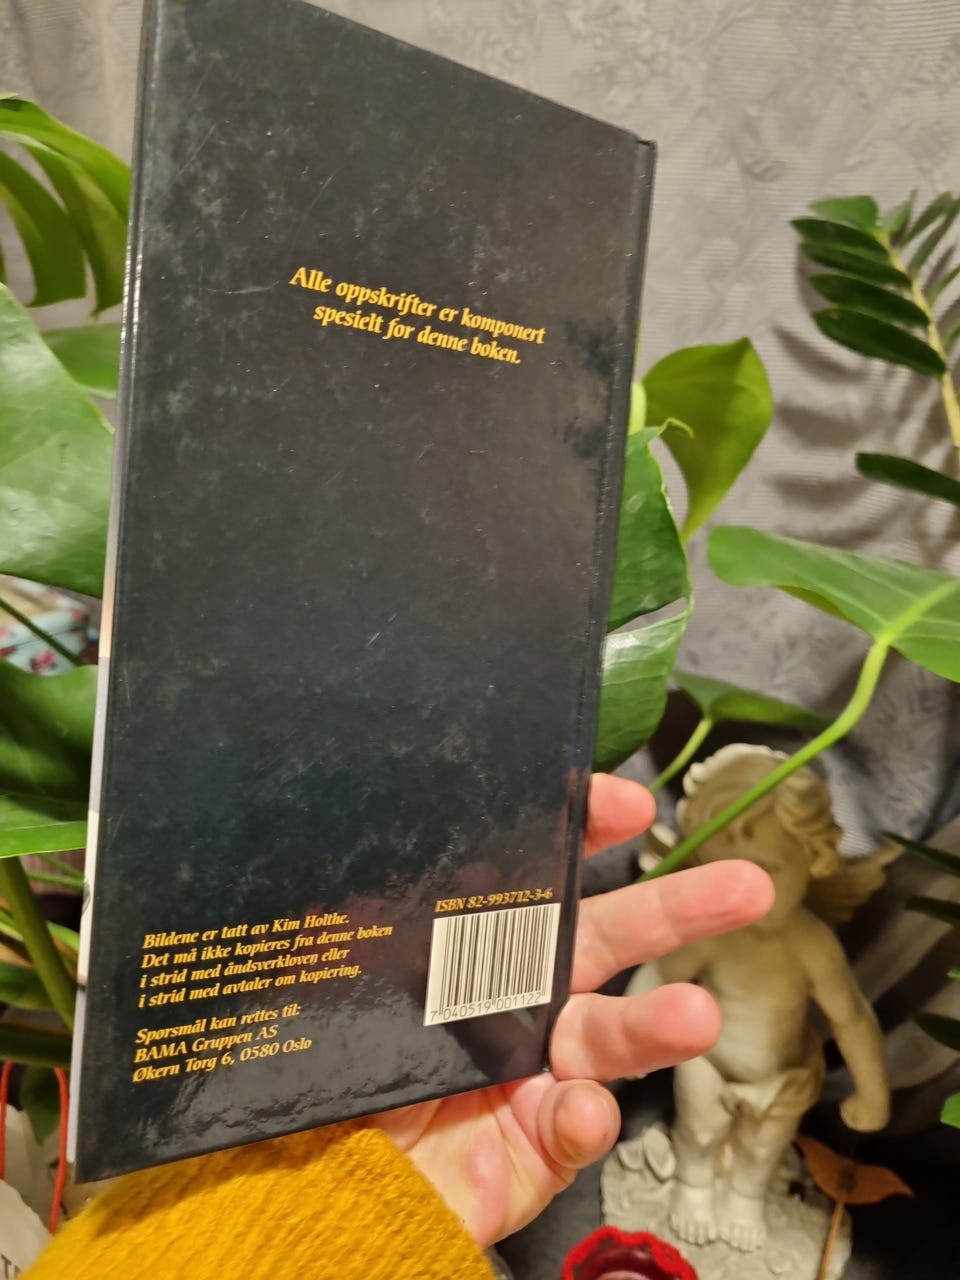 Alle oppskrifter er komponert
spesielt for denne boken.
ISBN 82-993712-3-6
7 040519 001122
Bildene er tatt av Kim Holthe.
Det må ikke kopieres fra denne boken
i strid med åndsverkloven eller
i strid med avtaler om kopiering.
Spørsmål kan rettes til:
BAMA Gruppen AS
Økern Torg 6, 0580 Oslo